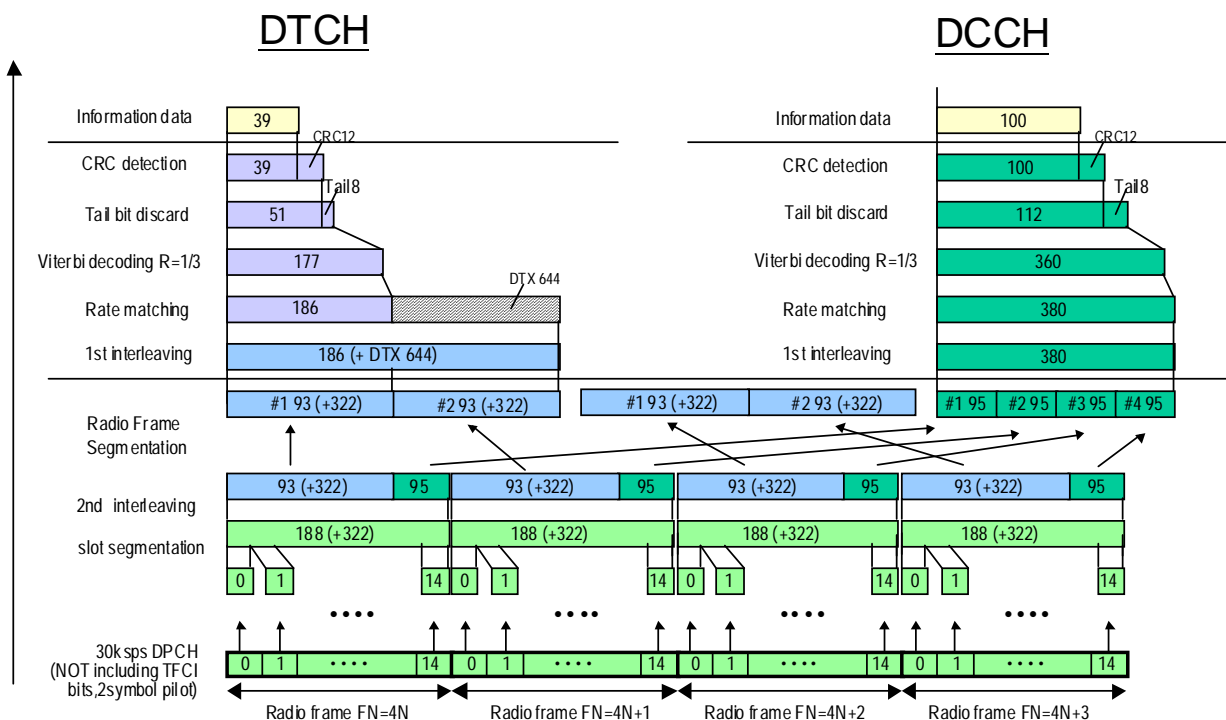 DTCH
DCCH
Information data
39
CRC12
Information data
100
CRC12
CRC detection
39
Tail8
CRC detection
100
Tail8
Tail bit discard
51
Tail bit discard
112
Viterbi decoding R=1/3
177
DTX 644
Viterbi decoding R=1/3
360
Rate matching
186
Rate matching
380
1st interleaving
186 (+ DTX 644)
1st interleaving
380
#1 93 (+322)
#2 93 (+322)
#1 93 (+322)
#2 93 (+322)
#1 95
#2 95
#3 95
#4 95
Radio Frame
Segmentation
93 (+322)
95
93 (+322)
95
93 (+322)
95
93 (+322)
95
2nd interleaving
188 (+322)
188 (+322)
188 (+322)
188 (+322)
slot segmentation
0
1
14
0
1
14
0
1
14
0
1
14
30ksps DPCH
(NOT including TFCI
bits,2symbol pilot)
0
1
14
0
1
14
0
1
14
0
1
14
Radio frame FN=4N
Radio frame FN=4N+1
Radio frame FN=4N+2
Radio frame FN=4N+3